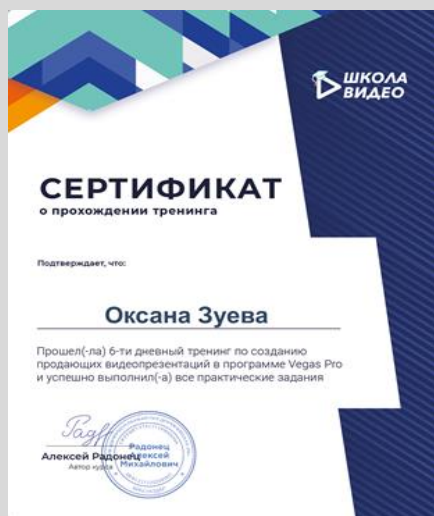 ШКОЛА
ВИДЕО
СЕРТИФИКАТ
о прохождении тренинга
Подтверждает, что:
Оксана Зуева
Прошел(-ла) 6-ти дневный тренинг по созданию
продающих видеопрезентаций в программе Vegas Pro
и успешно выполнил(-а) все практические задания
Алексей Радонец
Автор курса
Радонец
Алексей
Михайлович